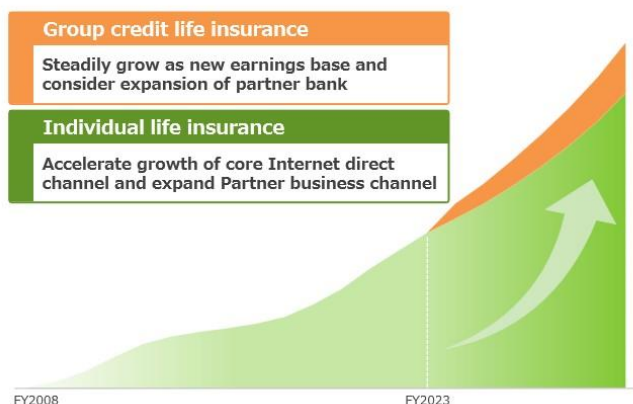 Group credit life insurance
Steadily grow as new earnings base and
consider expansion of partner bank
Individual life insurance
Accelerate growth of core Internet direct
channel and expand Partner business channel
FY2008
FY2023